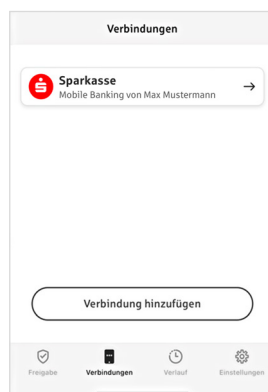 Verbindungen
Sparkasse
Mobile Banking von Max Mustermann
Verbindung hinzufügen
Freigabe Verbindungen Verlauf Einstellungen